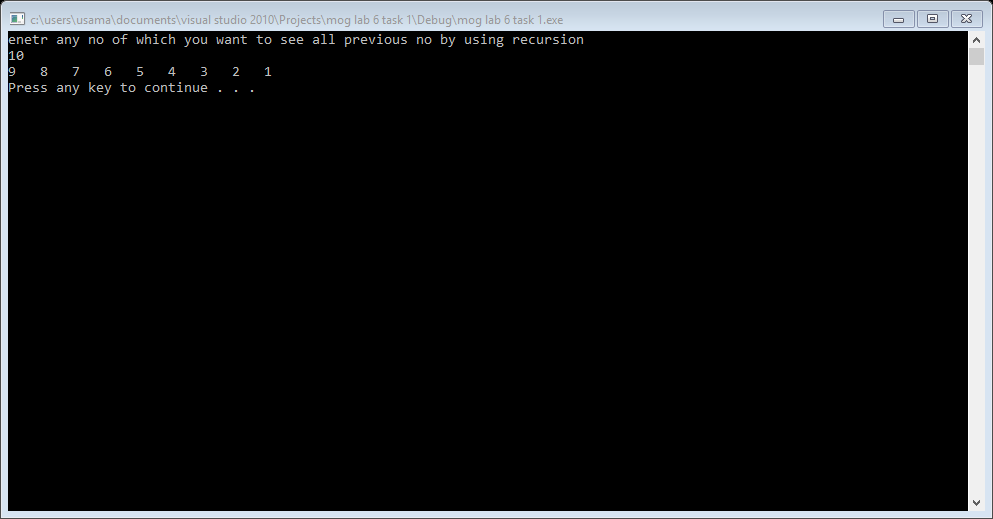 c:\users\usama\documents\visual studio 2010\Projects\mog lab 6 task 1\Debug\mog lab 6 task 1.exe
enetr any no of which you want to see all previous no by using recursion
10
9   8   7   6   5   4   3   2   1
Press any key to continue . . .